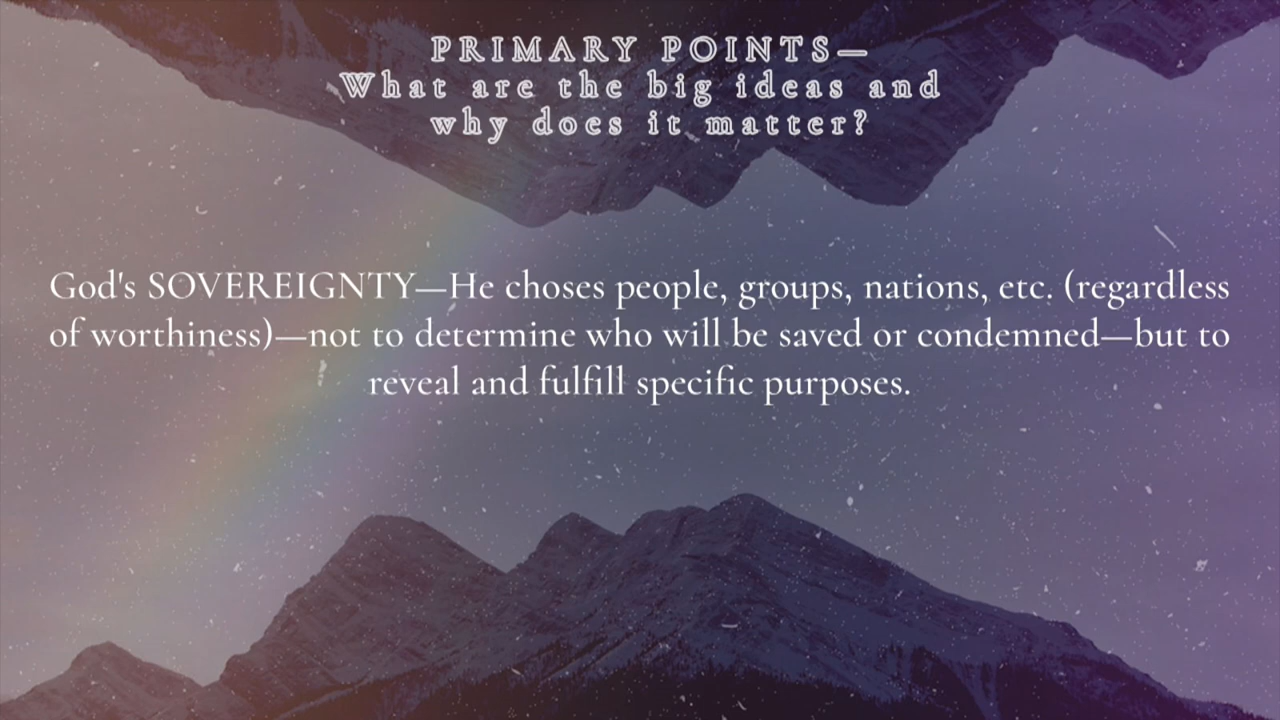 PRIMARY POINTS—
What are the big ideas and
why does it matter?
God's SOVEREIGNTY—He choses people, groups, nations, etc. (regardless
of worthiness)—not to determine who will be saved or condemned—but to
reveal and fulfill specific purposes.